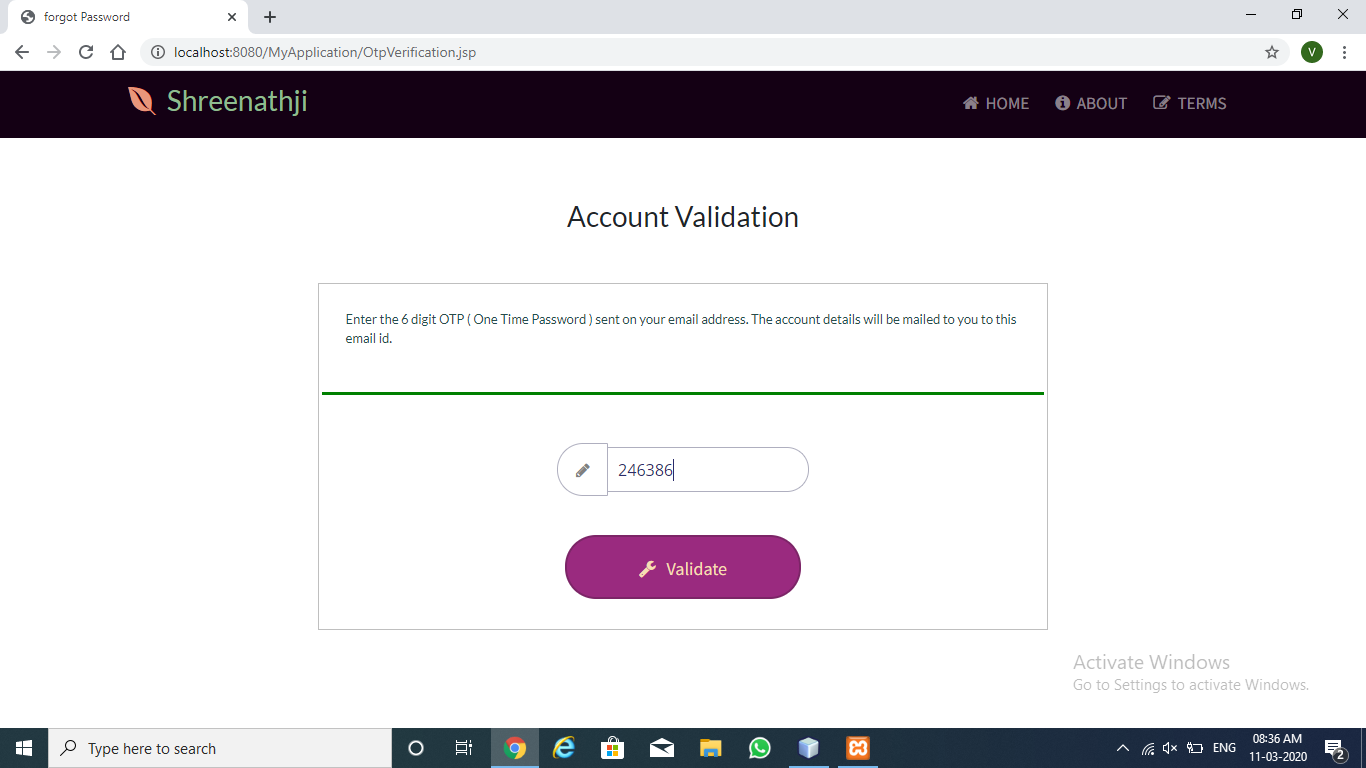 forgot Password
localhost:8080/MyApplication/OtpVerification.jsp
V
Shreenathji
HOME ABOUT TERMS
Account Validation
Enter the 6 digit OTP ( One Time Password ) sent on your email address. The account details will be mailed to you to this
email id.
246386
Validate
Activate Windows
Go to Settings to activate Windows.
Type here to search
ENG
08:36 AM
11-03-2020
2